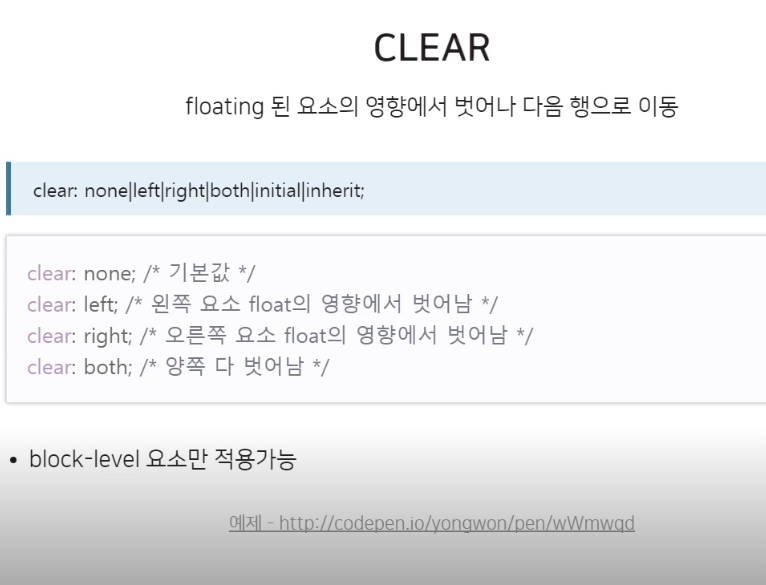 CLEAR
floating 된 요소의 영향에서 벗어나 다음 행으로 이동
clear: none|left|right|both|initial|inherit;
clear: none; /* 기본값 */
clear: left; /* 왼쪽 요소 float의 영향에서 벗어남 */
clear: right; /* 오른쪽 요소 float의 영향에서 벗어남 */
clear: both; /* 양쪽 다 벗어남 */
• block-level 요소만 적용가능
예제 - http://codepen.io/yongwon/pen/wWmwqd